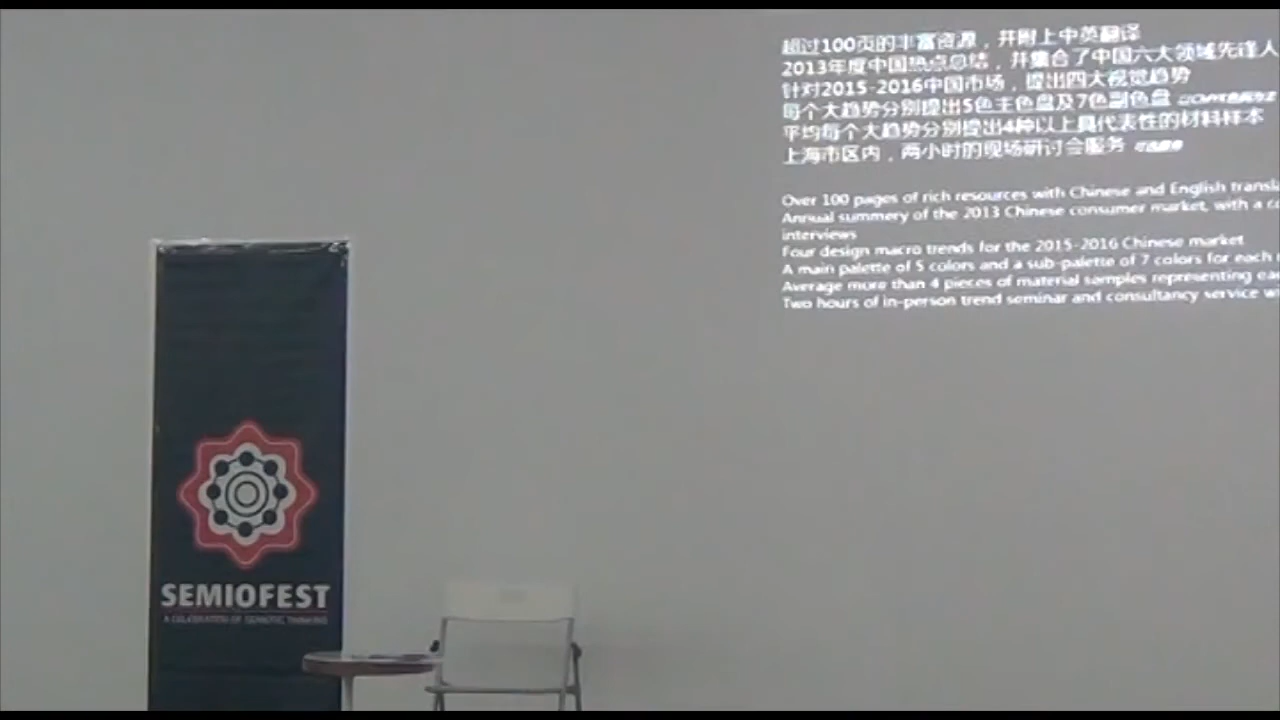 超过100页的丰富资源，并附上中英翻译
2013年度中国热点总结，并集合了中国六大领域先锋人
针对2015-2016中国市场，提出四大视觉趋势
每个大趋势分别提出5色主色盘及7色副色盘
平均每个大趋势分别提出4种以上具代表性的材料样本
上海市区内，两小时的现场研讨会服务
Over 100 pages of rich resources with Chinese and English
Annual summery of the 2013 Chinese consumer market, with a
interviews
Four design macro trends for the 2015-2016 Chinese market
A main palette of 5 colors and a sub-palette of 7 colors for each
Average more than 4 pieces of material samples representing
Two hours of in-person trend seminar and consultancy service
SEMIOFEST
A CELEBRATION OF SEMIOTIC THINKING